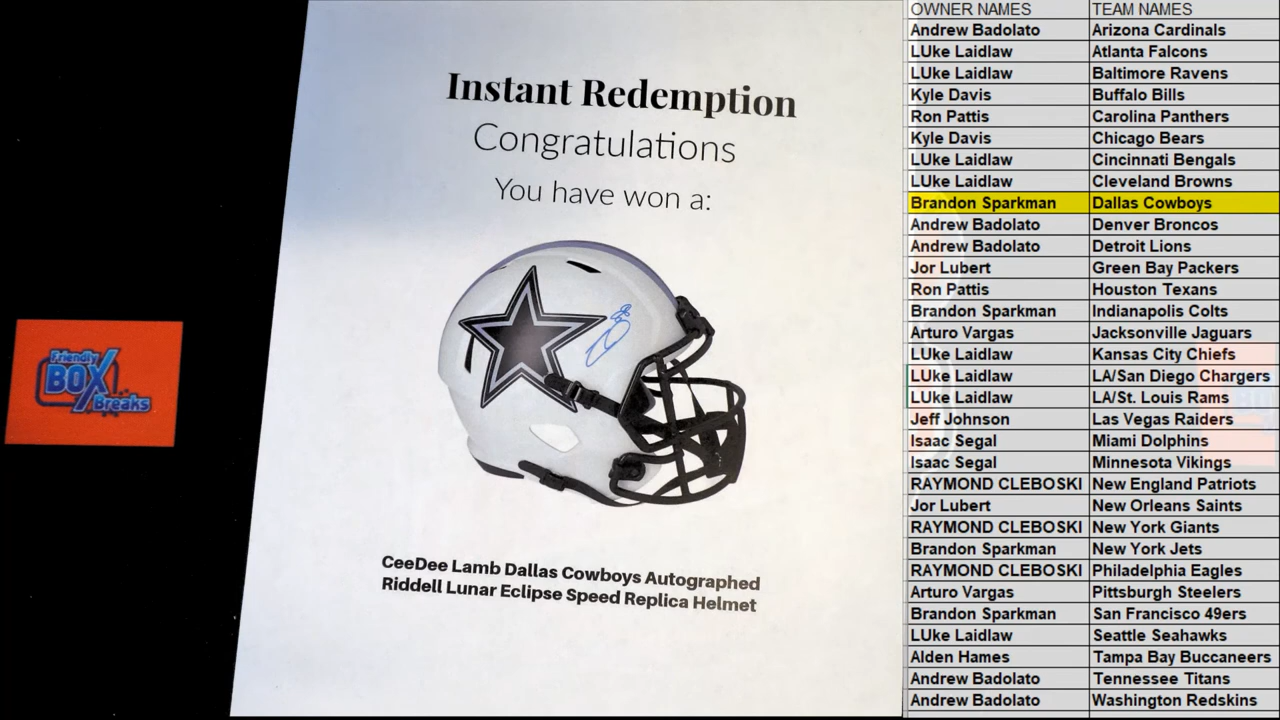 Instant Redemption
Congratulations
You have won a:
CeeDee Lamb Dallas Cowboys Autographed
Riddell Lunar Eclipse Speed Replica Helmet
Friendly
BOX
Breaks
OWNER NAMES TEAM NAMES
Andrew Badolato Arizona Cardinals
LUke Laidlaw Atlanta Falcons
LUke Laidlaw Baltimore Ravens
Kyle Davis Buffalo Bills
Ron Pattis Carolina Panthers
Kyle Davis Chicago Bears
LUke Laidlaw Cincinnati Bengals
LUke Laidlaw Cleveland Browns
Brandon Sparkman Dallas Cowboys
Andrew Badolato Denver Broncos
Andrew Badolato Detroit Lions
Jor Lubert Green Bay Packers
Ron Pattis Houston Texans
Brandon Sparkman Indianapolis Colts
Arturo Vargas Jacksonville Jaguars
LUke Laidlaw Kansas City Chiefs
LUke Laidlaw LA/San Diego Chargers
LUke Laidlaw LA/St. Louis Rams
Jeff Johnson Las Vegas Raiders
Isaac Segal Miami Dolphins
Isaac Segal Minnesota Vikings
RAYMOND CLEBOSKI New England Patriots
Jor Lubert New Orleans Saints
RAYMOND CLEBOSKI New York Giants
Brandon Sparkman New York Jets
RAYMOND CLEBOSKI Philadelphia Eagles
Arturo Vargas Pittsburgh Steelers
Brandon Sparkman San Francisco 49ers
LUke Laidlaw Seattle Seahawks
Alden Hames Tampa Bay Buccaneers
Andrew Badolato Tennessee Titans
Andrew Badolato Washington Redskins